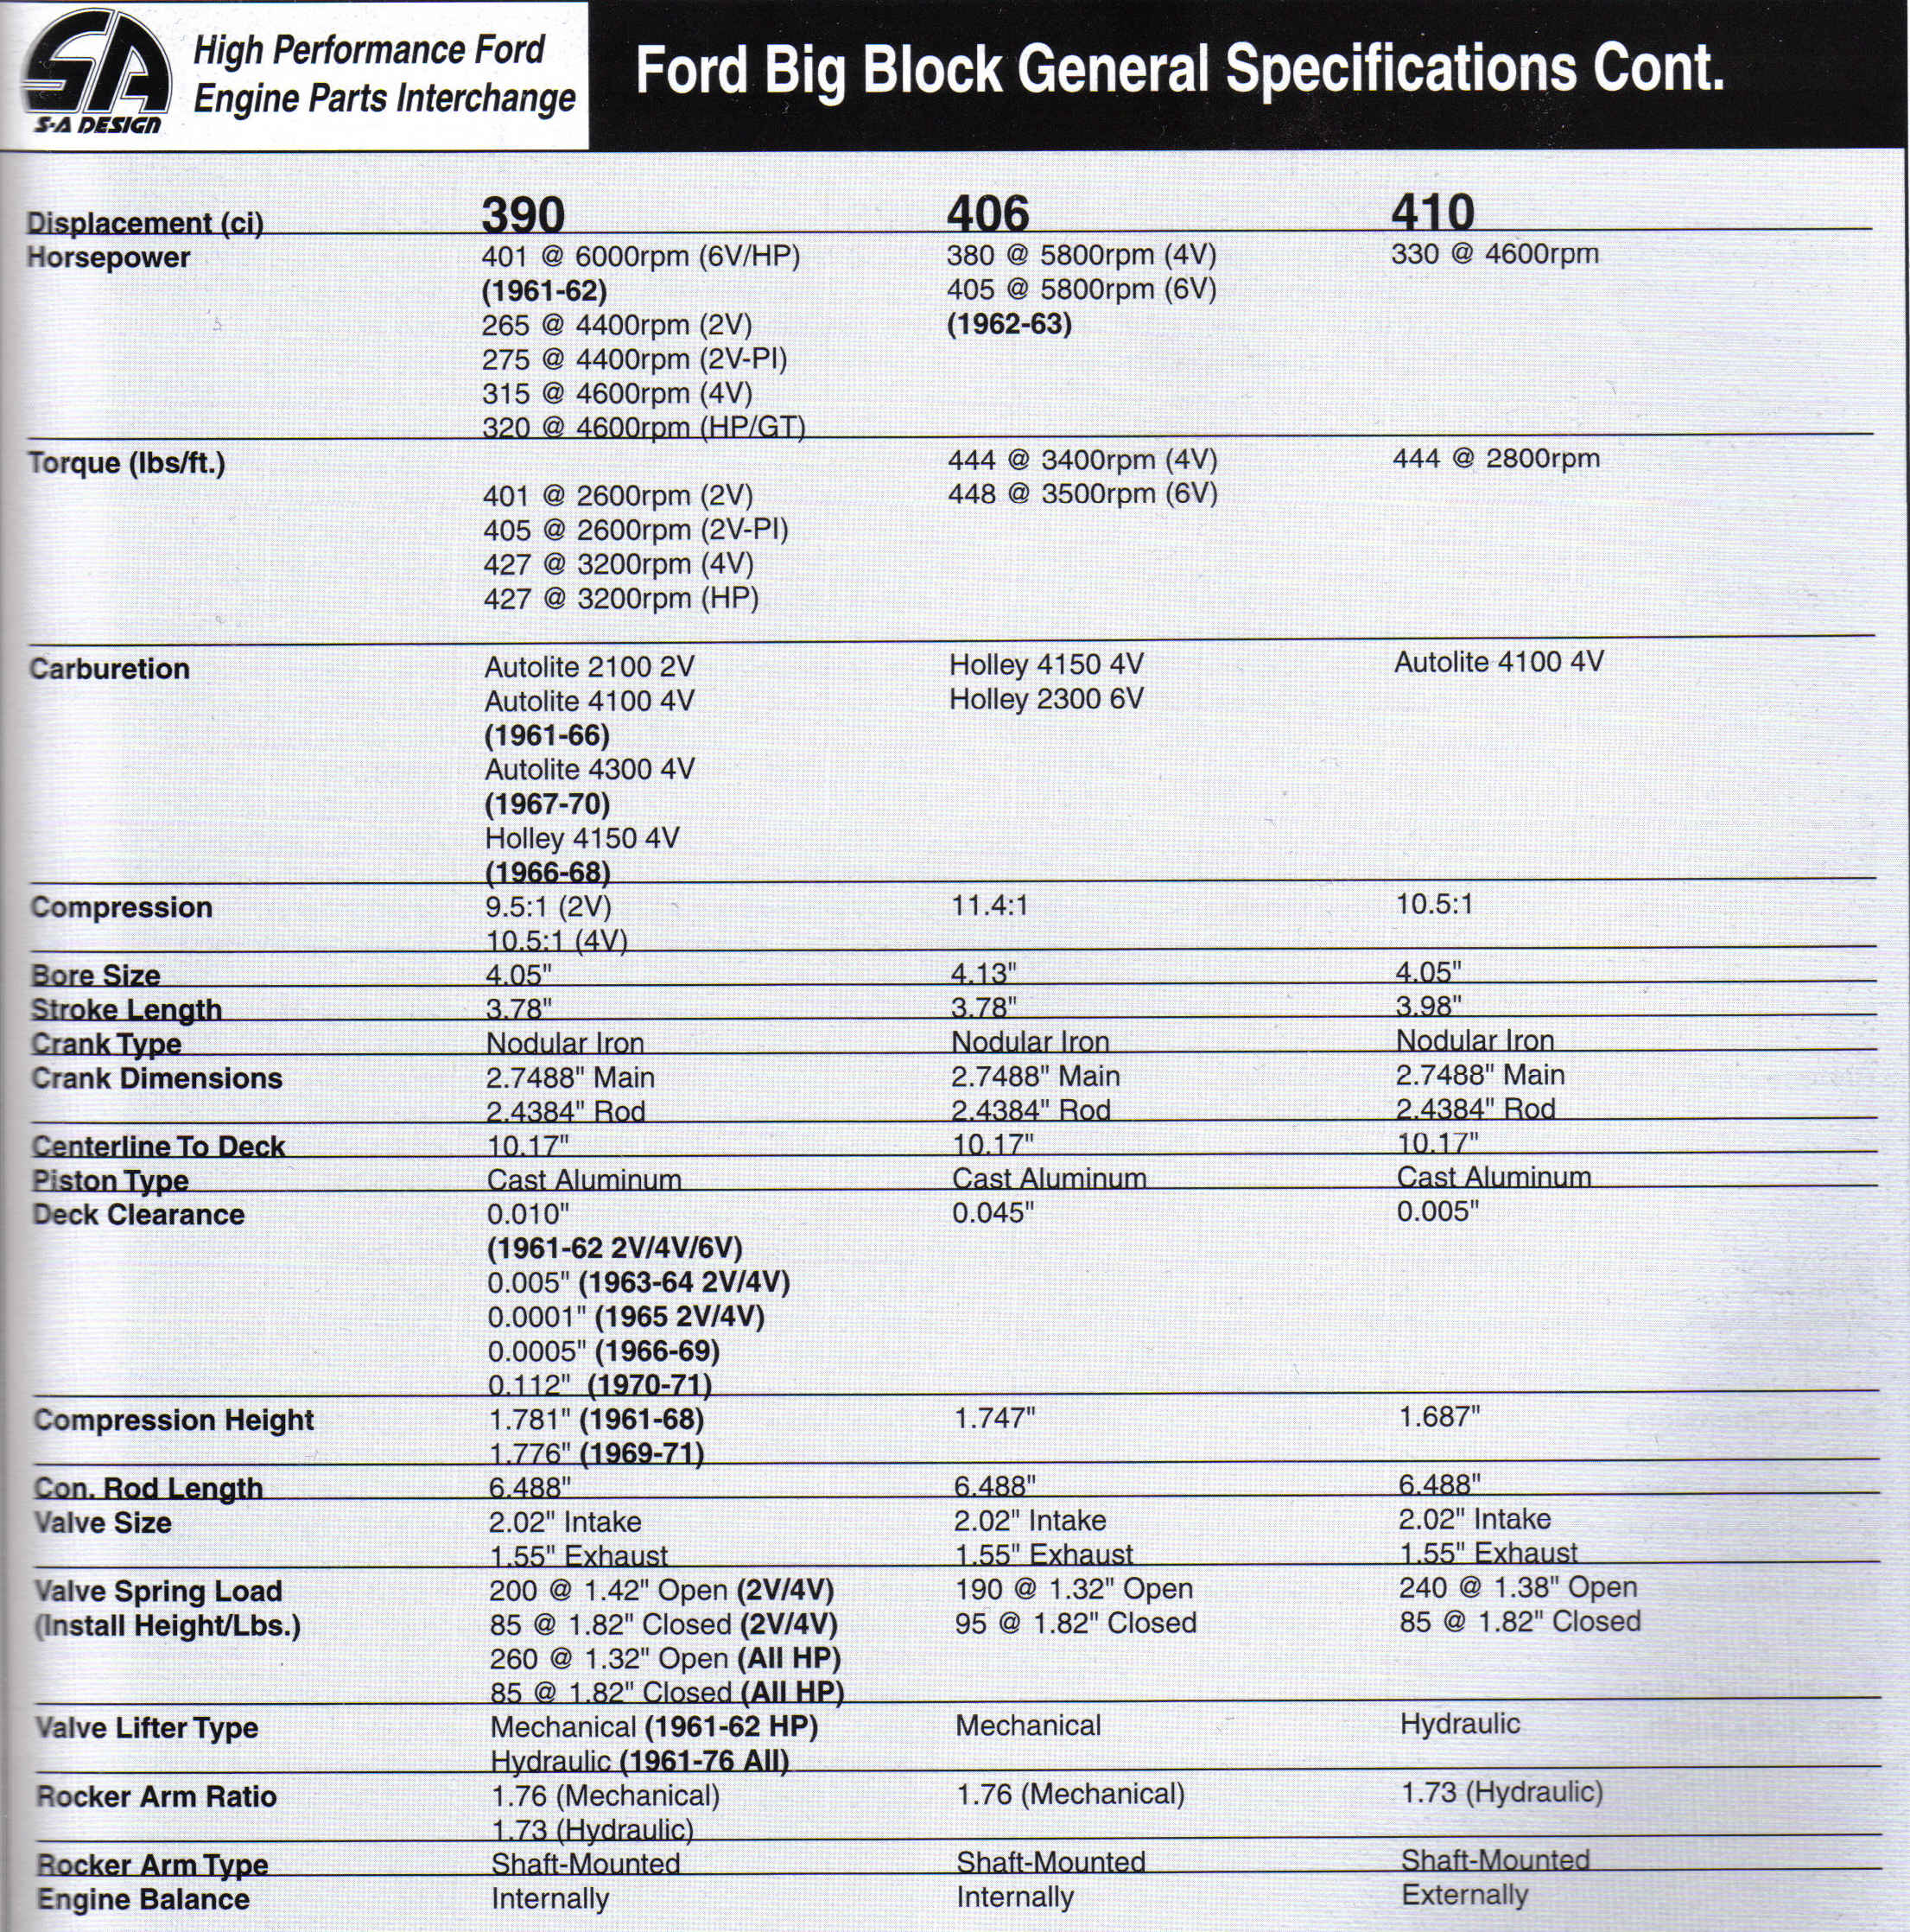 SA
S-A DESIGN
High Performance Ford
Engine Parts Interchange
Ford Big Block General Specifications Cont.
Displacement (ci) 390 406 410
Horsepower 401 @ 6000rpm (6V/HP) 380 @ 5800rpm (4V) 330 @ 4600rpm
(1961-62) 405 @ 5800rpm (6V)
265 @ 4400rpm (2V) (1962-63)
275 @ 4400rpm (2V-PI)
315 @ 4600rpm (4V)
320 @ 4600rpm (HP/GT)
Torque (lbs/ft.) 444 @ 3400rpm (4V) 444 @ 2800rpm
401 @ 2600rpm (2V) 448 @ 3500rpm (6V)
405 @ 2600rpm (2V-PI)
427 @ 3200rpm (4V)
427 @ 3200rpm (HP)
Carburetion Autolite 2100 2V Holley 4150 4V Autolite 4100 4V
Autolite 4100 4V Holley 2300 6V
(1961-66)
Autolite 4300 4V
(1967-70)
Holley 4150 4V
(1966-68)
Compression 9.5:1 (2V) 11.4:1 10.5:1
10.5:1 (4V)
Bore Size 4.05" 4.13" 4.05"
Stroke Length 3.78" 3.78" 3.98"
Crank Type Nodular Iron Nodular Iron Nodular Iron
Crank Dimensions 2.7488" Main 2.7488" Main 2.7488" Main
2.4384" Rod 2.4384" Rod 2.4384" Rod
Centerline To Deck 10.17" 10.17" 10.17"
Piston Type Cast Aluminum Cast Aluminum Cast Aluminum
Deck Clearance 0.010" 0.045" 0.005"
(1961-62 2V/4V/6V)
0.005" (1963-64 2V/4V)
0.0001" (1965 2V/4V)
0.0005" (1966-69)
0.112" (1970-71)
Compression Height 1.781" (1961-68) 1.747" 1.687"
1.776" (1969-71)
Con. Rod Length 6.488" 6.488" 6.488"
Valve Size 2.02" Intake 2.02" Intake 2.02" Intake
1.55" Exhaust 1.55" Exhaust 1.55" Exhaust
Valve Spring Load 200 @ 1.42" Open (2V/4V) 190 @ 1.32" Open 240 @ 1.38" Open
(Install Height/Lbs.) 85 @ 1.82" Closed (2V/4V) 95 @ 1.82" Closed 85 @ 1.82" Closed
260 @ 1.32" Open (All HP)
85 @ 1.82" Closed (All HP)
Valve Lifter Type Mechanical (1961-62 HP) Mechanical Hydraulic
Hydraulic (1961-76 All)
Rocker Arm Ratio 1.76 (Mechanical) 1.76 (Mechanical) 1.73 (Hydraulic)
1.73 (Hydraulic)
Rocker Arm Type Shaft-Mounted Shaft-Mounted Shaft-Mounted
Engine Balance Internally Internally Externally